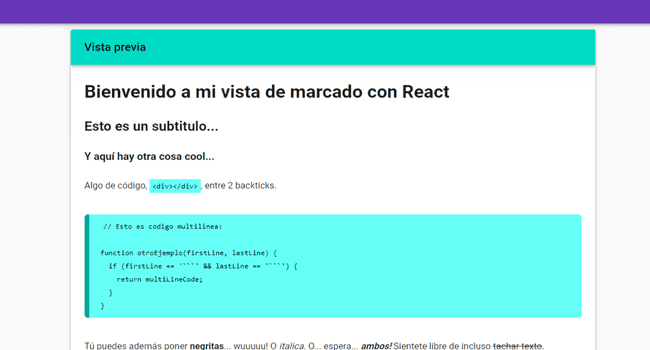 Vista previa
Bienvenido a mi vista de marcado con React
Esto es un subtitulo...
Y aquí hay otra cosa cool...
Algo de código, <div></div>, entre 2 backticks.
// Esto es codigo multilinea:
function otroEjemplo(firstLine, lastLine) {
if (firstLine == '```' && lastLine == '```') {
return multiLineCode;
}
}
Tú puedes además poner negritas... wuuuuu! O italica. O... espera... ambos! Sientete libre de incluso tachar texto.